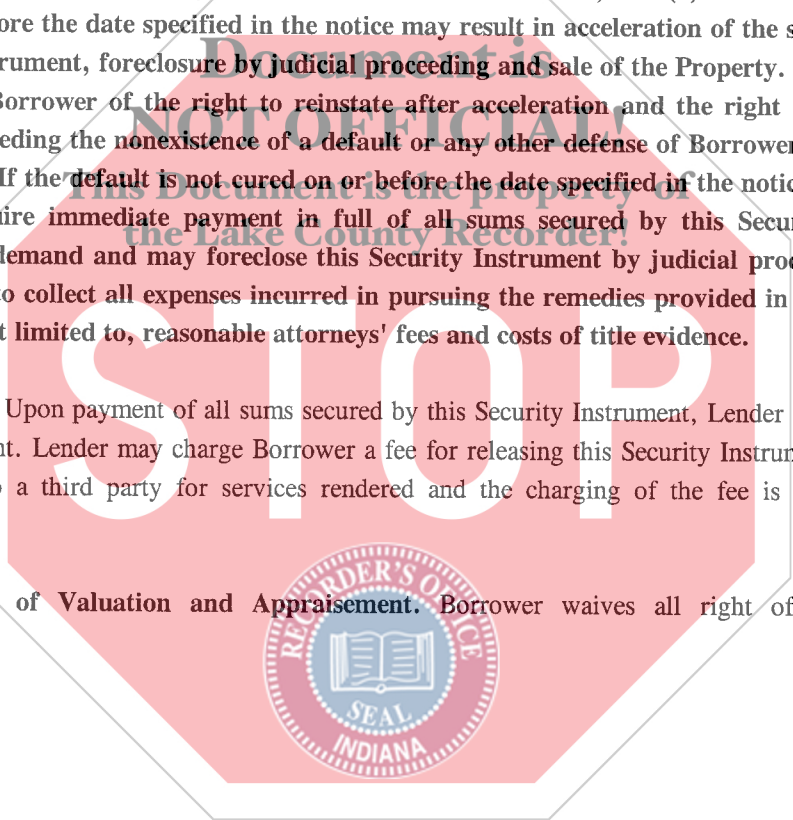 ore the date specified in the notice may result in acceleration of the s
Document is
rument, foreclosure by judicial proceeding and sale of the Property.
Borrower of the right to reinstate after acceleration and the right
NOT OFFICIAL!
eding the nonexistence of a default or any other defense of Borrower
If the default is not cured on or before the date specified in the notic
This Document is the property of
uire immediate payment in full of all sums secured by this Secur
the Lake County Recorder!
demand and may foreclose this Security Instrument by judicial proc
to collect all expenses incurred in pursuing the remedies provided in
t limited to, reasonable attorneys' fees and costs of title evidence.
STOP
Upon payment of all sums secured by this Security Instrument, Lender
nt. Lender may charge Borrower a fee for releasing this Security Instrum
a third party for services rendered and the charging of the fee is
of Valuation and Appraisement. Borrower waives all right of
RECORDER'S OFFICE
SEAL
INDIANA